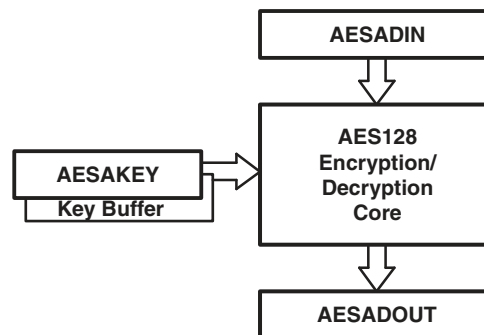 AESADIN
AES128
Encryption/
Decryption
Core
AESAKEY
Key Buffer
AESADOUT